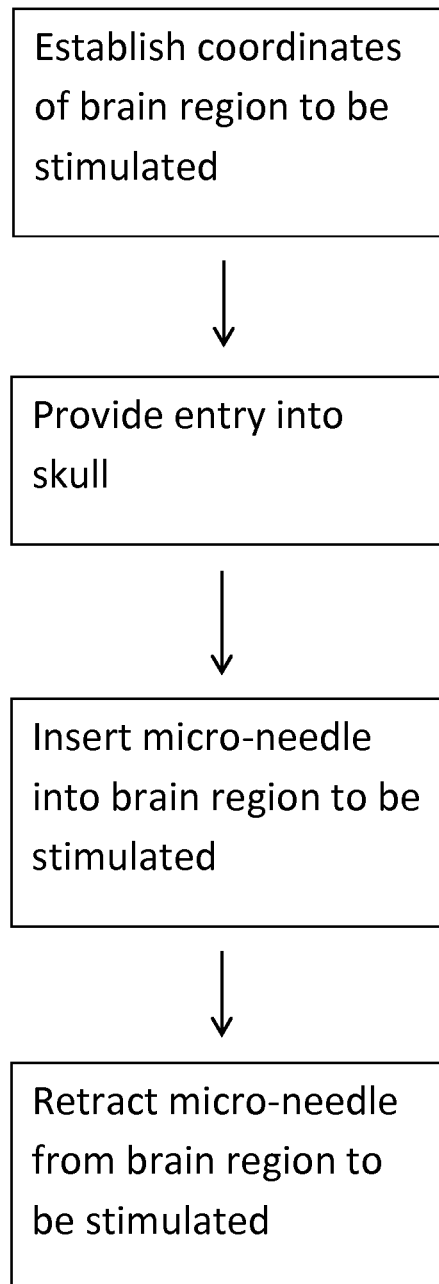 Establish coordinates
of brain region to be
stimulated
Provide entry into
skull
Insert micro-needle
into brain region to be
stimulated
Retract micro-needle
from brain region to
be stimulated